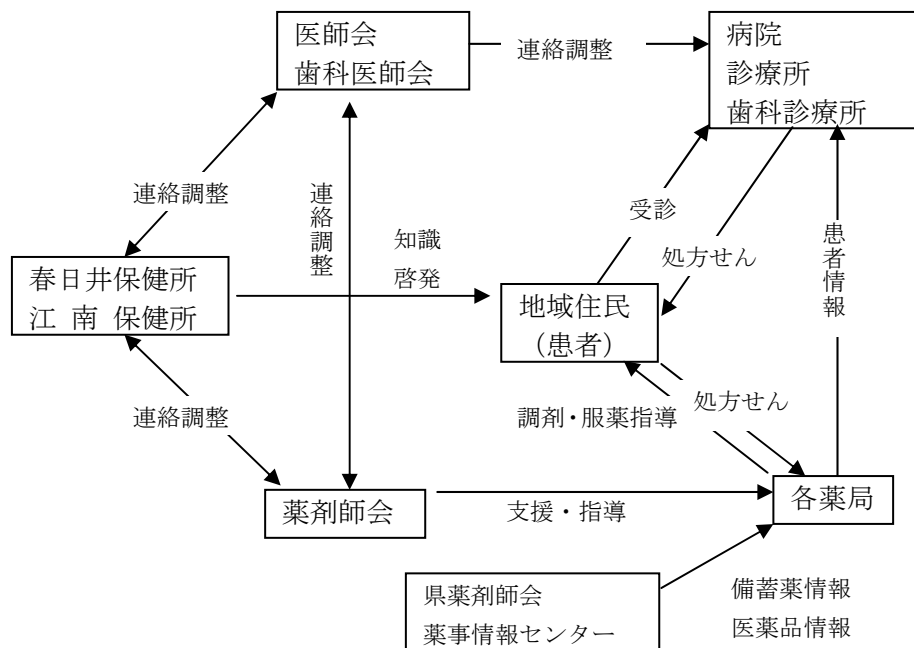 医師会
歯科医師会
連絡調整
病院
診療所
歯科診療所
連絡調整
連絡調整
受診
知識
啓発
処方せん
患者情報
春日井保健所
江 南 保健所
地域住民
（患者）
連絡調整
調剤・服薬指導
処方せん
薬剤師会
支援・指導
各薬局
県薬剤師会
薬事情報センター
備蓄薬情報
医薬品情報